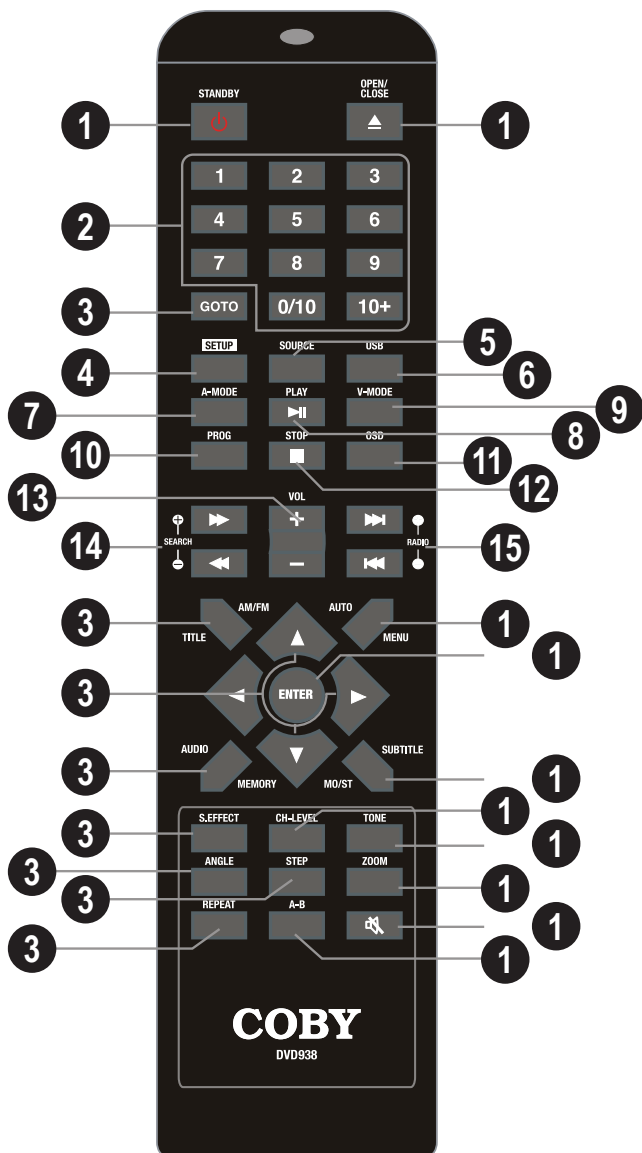 STANDBY OPEN/
CLOSE
1 1
1 2 3
2 4 5 6
7 8 9
3 GOTO 0/10 10+
SETUP SOURCE USB 5
4 6
A-MODE PLAY V-MODE 9
7 8
PROG STOP OSD
10 11
12
13 VOL
+
14 SEARCH RADIO 15
−
3 AM/FM AUTO 1
TITLE MENU
1
3 ENTER
AUDIO SUBTITLE
3 MEMORY MO/ST 1
S.EFFECT CH-LEVEL TONE 1
3 1
ANGLE STEP ZOOM
3 1
3
REPEAT A-B
3 1
1
COBY
DVD938